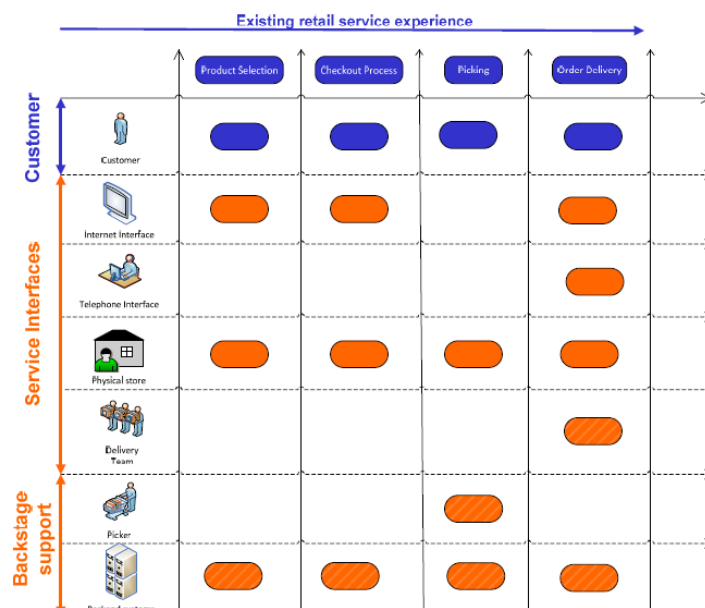 Existing retail service experience
Product Selection
Checkout Process
Picking
Order Delivery
Customer
Customer
Service Interfaces
Internet Interface
Telephone Interface
Physical store
Delivery
Team
Backstage
support
Picker